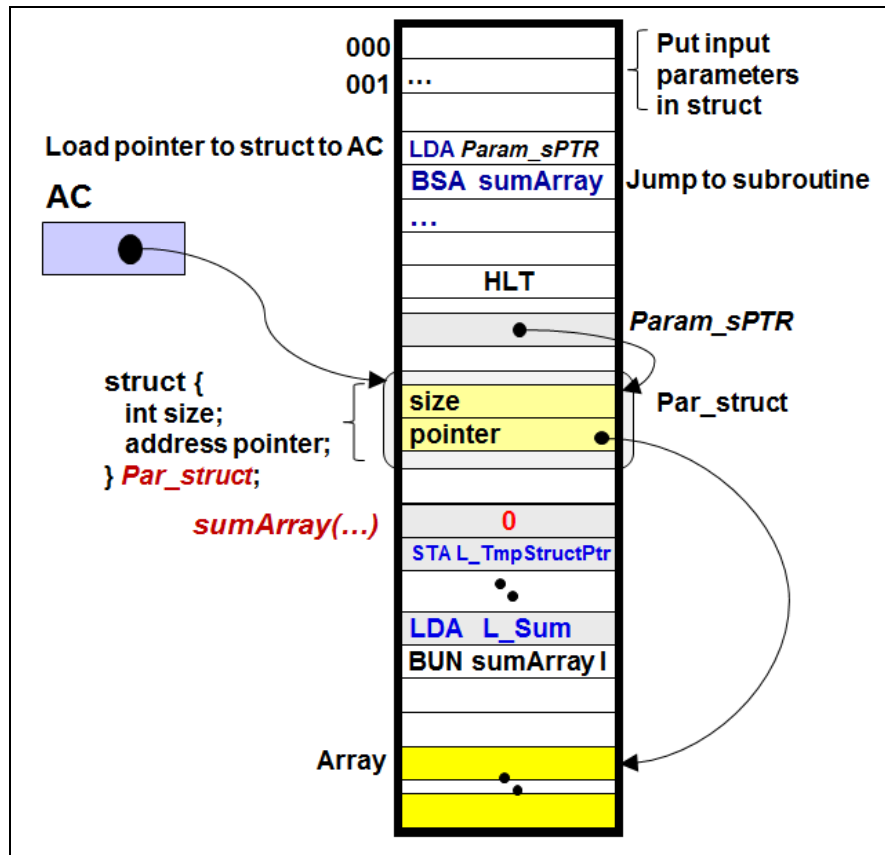 000
Put input
parameters
in struct
001
...
Load pointer to struct to AC
LDA Param_sPTR
BSA sumArray
Jump to subroutine
AC
...
HLT
Param_sPTR
struct {
int size;
address pointer;
} Par_struct;
size
pointer
Par_struct
sumArray(...)
0
STA L_TmpStructPtr
LDA L_Sum
BUN sumArray I
Array